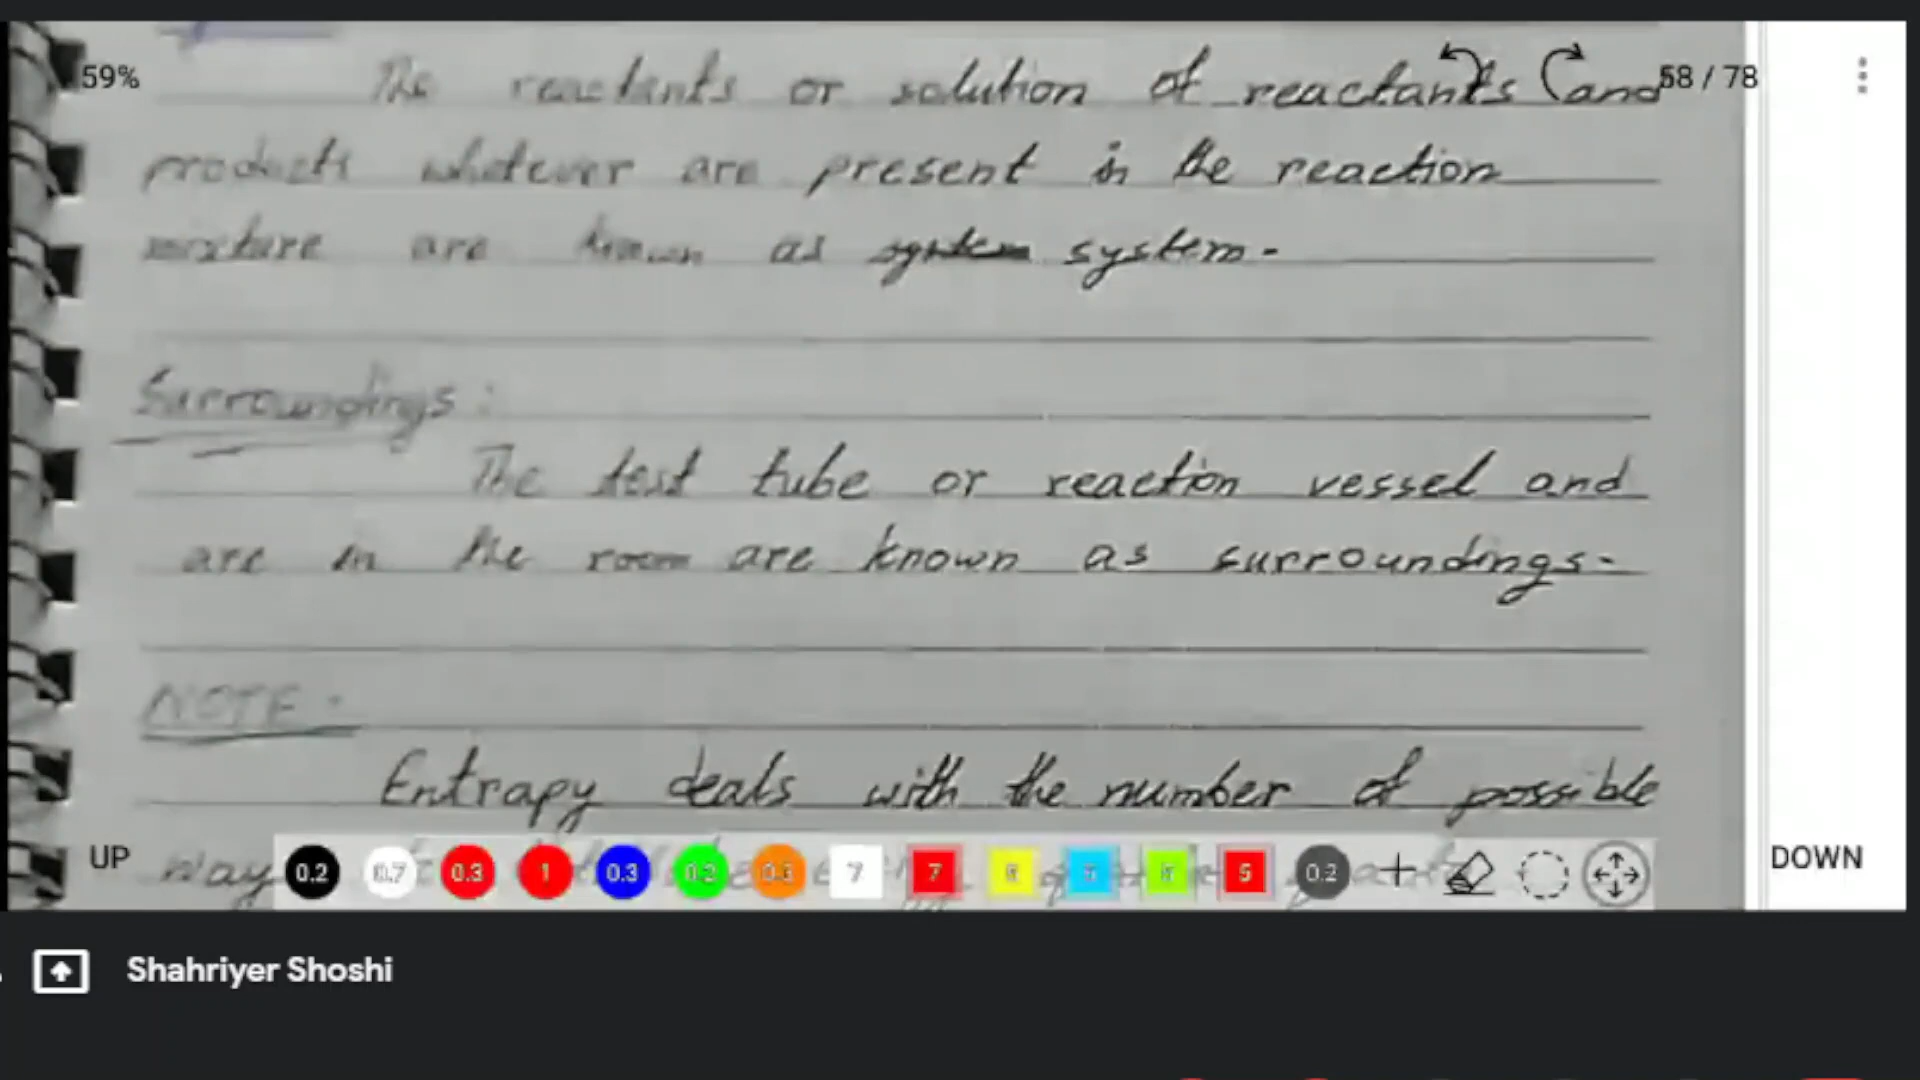 59%
The reactants or solution of reactants (and
58 / 78
products whatever are present in the reaction
mixture are known as system system.
Surroundings:
The test tube or reaction vessel and
are in the room are known as surroundings.
NOTE:
Entrapy deals with the number of possible
way
UP
0.2 0.7 0.3 1 0.3 0.2 7 7 5 0.2
DOWN
Shahriyer Shoshi